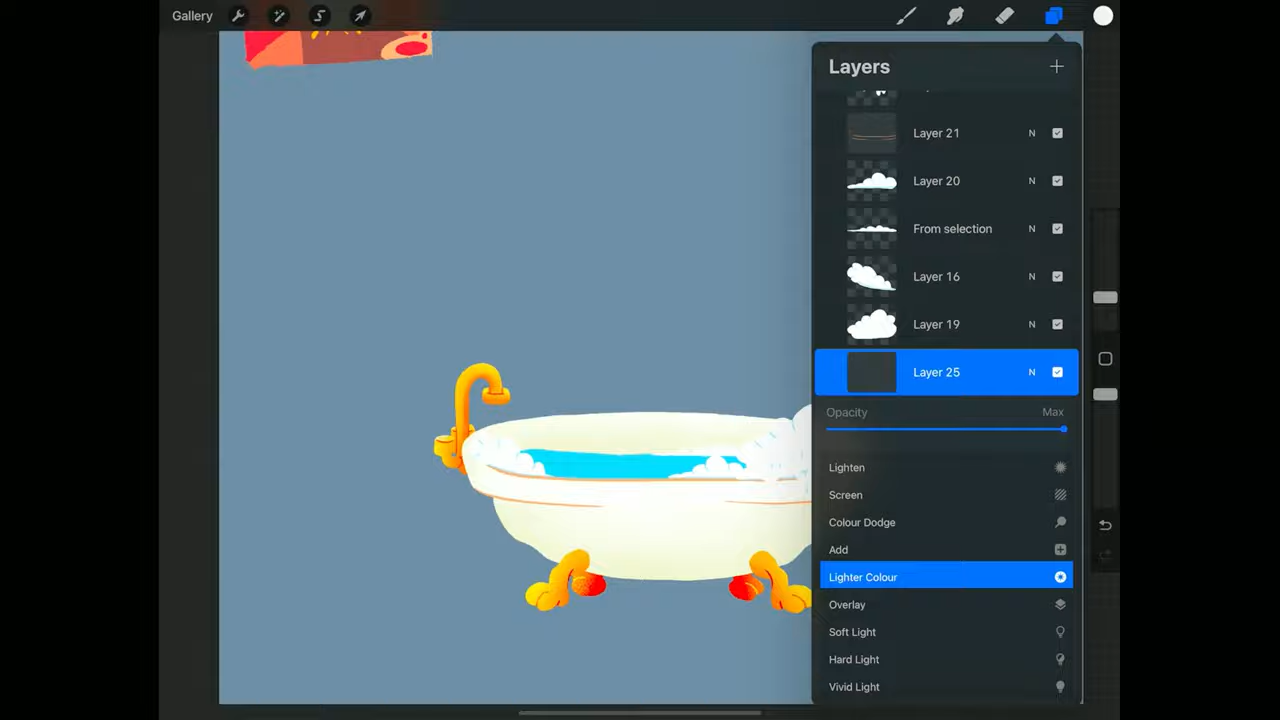 Gallery
Layers
Layer 21 N
Layer 20 N
From selection N
Layer 16 N
Layer 19 N
Layer 25 N
Opacity Max
Lighten
Screen
Colour Dodge
Add
Lighter Colour
Overlay
Soft Light
Hard Light
Vivid Light